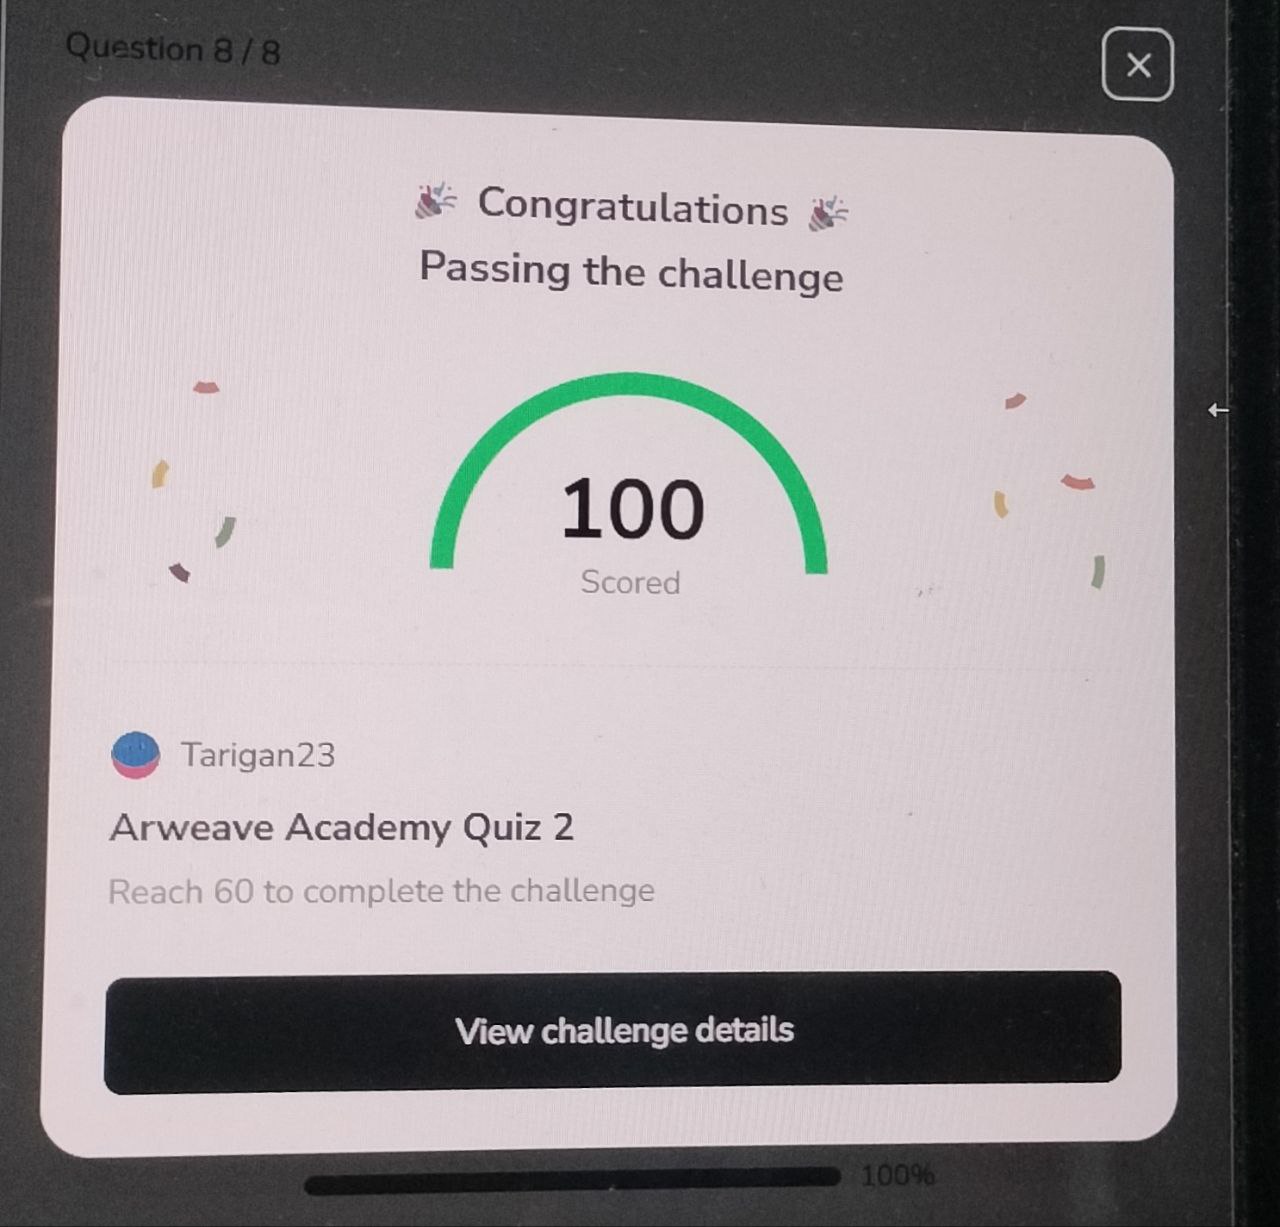 Question 8 / 8
Congratulations
Passing the challenge
100
Scored
Tarigan23
Arweave Academy Quiz 2
Reach 60 to complete the challenge
View challenge details
100%